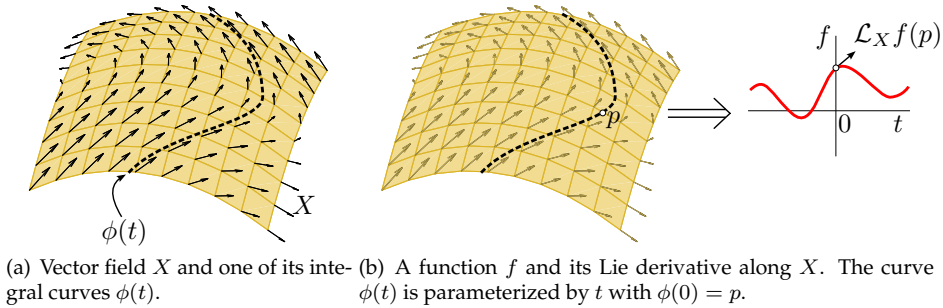 X
φ(t)
p
f
ℒ_X f(p)
0
t
(a) Vector field X and one of its inte-
gral curves φ(t).
(b) A function f and its Lie derivative along X. The curve
φ(t) is parameterized by t with φ(0) = p.